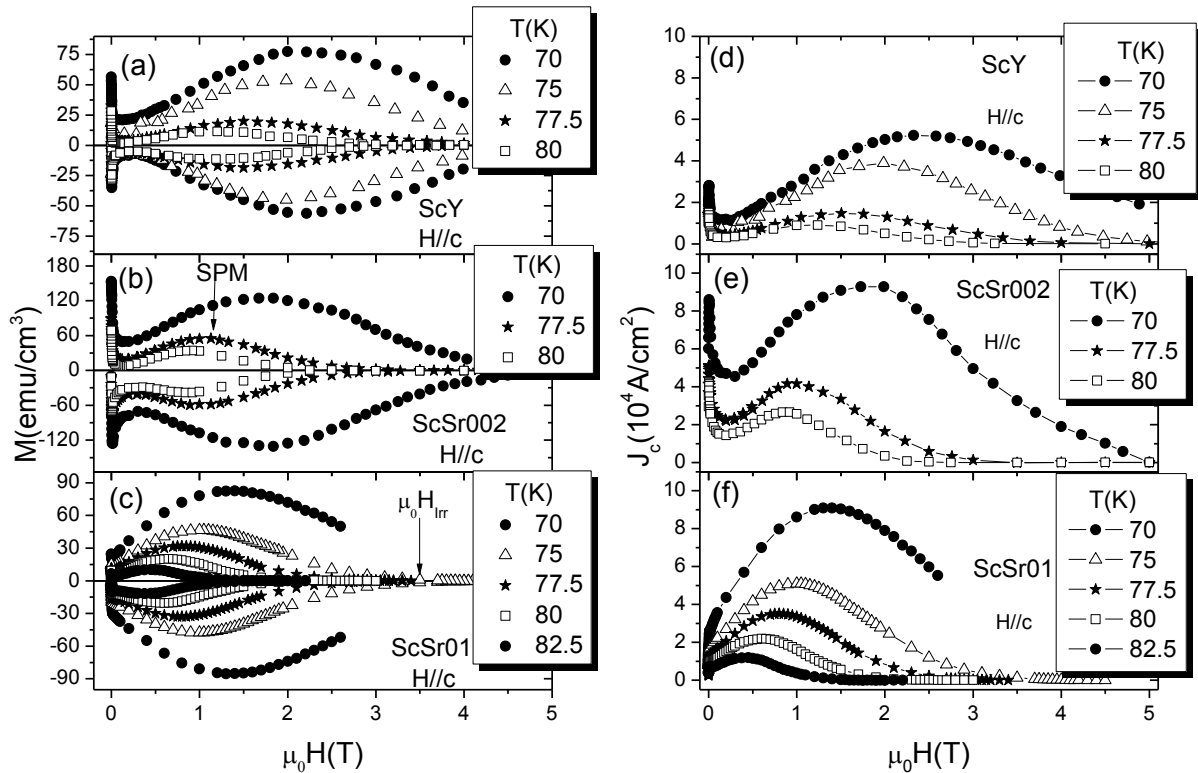 (a)
T(K)
70
75
77.5
80
ScY
H//c
75
50
25
0
25
50
75
(b)
SPM
T(K)
70
77.5
80
ScSr002
H//c
180
120
60
0
-60
-120
M(emu/cm³)
(c)
μ₀H_Irr
T(K)
70
75
77.5
80
82.5
ScSr01
H//c
90
60
30
0
-30
-60
-90
0 1 2 3 4 5
μ₀H(T)
(d)
ScY
H//c
T(K)
70
75
77.5
80
10
8
6
4
2
0
(e)
ScSr002
H//c
T(K)
70
77.5
80
10
8
6
4
2
0
J_c(10⁴A/cm²)
(f)
ScSr01
H//c
T(K)
70
75
77.5
80
82.5
10
8
6
4
2
0
0 1 2 3 4 5
μ₀H(T)